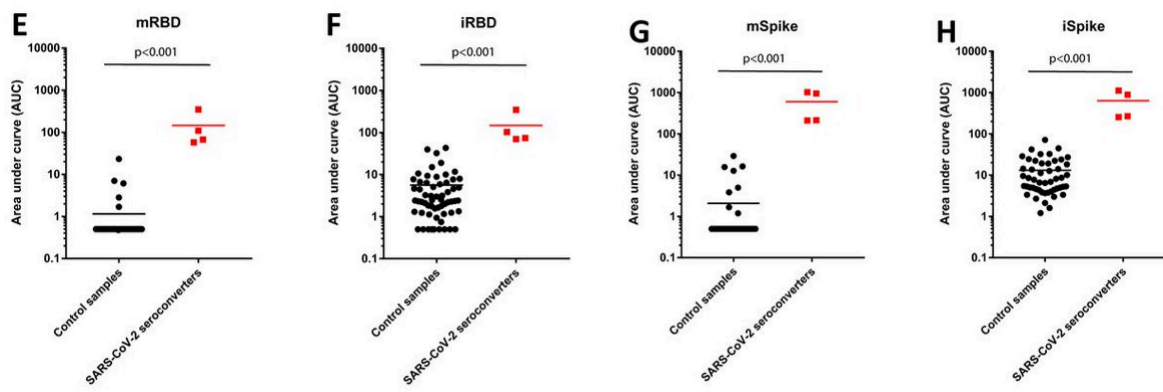 E
mRBD
p<0.001
Area under curve (AUC)
10000
1000
100
10
1
0.1
Control samples
SARS-CoV-2 seroconverters
F
iRBD
p<0.001
Area under curve (AUC)
10000
1000
100
10
1
0.1
Control samples
SARS-CoV-2 seroconverters
G
mSpike
p<0.001
Area under curve (AUC)
10000
1000
100
10
1
0.1
Control samples
SARS-CoV-2 seroconverters
H
iSpike
p<0.001
Area under curve (AUC)
10000
1000
100
10
1
0.1
Control samples
SARS-CoV-2 seroconverters